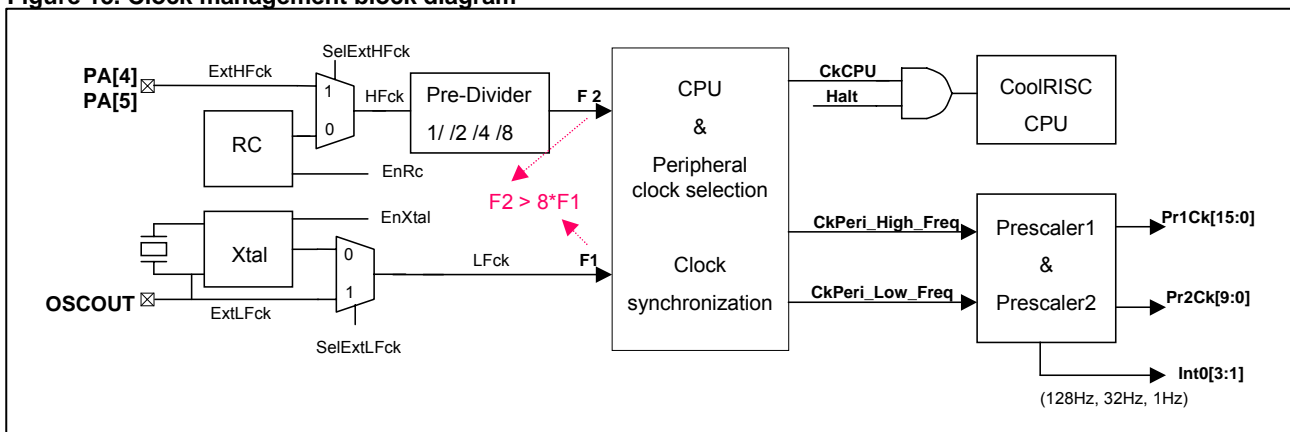 Figure 13. Clock management block diagram
SelExtHFck
PA[4]
PA[5]
ExtHFck
1
0
HFck
Pre-Divider
1/ /2 /4 /8
F 2
RC
EnRc
F2 > 8*F1
EnXtal
Xtal
0
1
LFck
F1
OSCOUT
ExtLFck
SelExtLFck
CPU
&
Peripheral
clock selection
Clock
synchronization
CkCPU
Halt
CoolRISC
CPU
CkPeri_High_Freq
CkPeri_Low_Freq
Prescaler1
&
Prescaler2
Pr1Ck[15:0]
Pr2Ck[9:0]
Int0[3:1]
(128Hz, 32Hz, 1Hz)